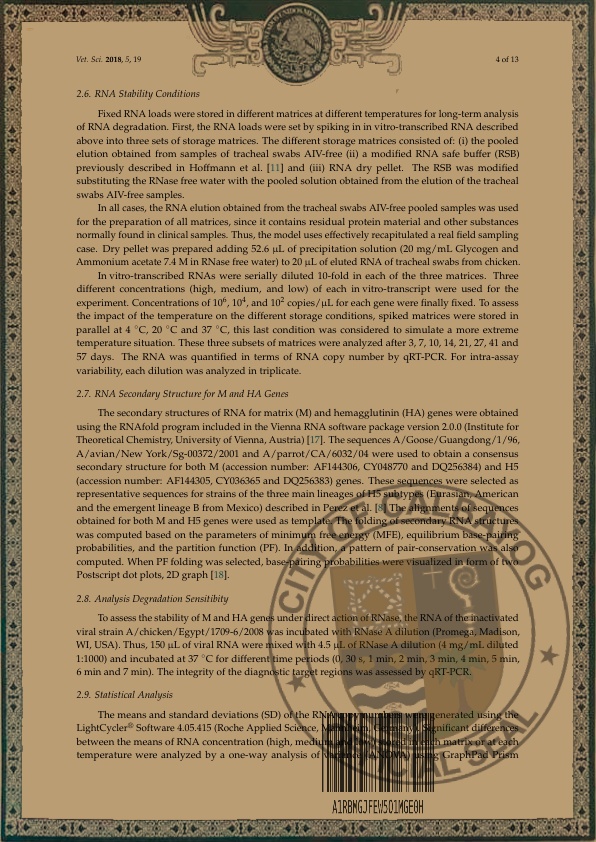 Vet. Sci. 2018, 5, 19
4 of 13
2.6. RNA Stability Conditions
Fixed RNA loads were stored in different matrices at different temperatures for long-term analysis
of RNA degradation. First, the RNA loads were set by spiking in in vitro-transcribed RNA described
above into three sets of storage matrices. The different storage matrices consisted of: (i) the pooled
elution obtained from samples of tracheal swabs AIV-free (ii) a modified RNA safe buffer (RSB)
previously described in Hoffmann et al. [11] and (iii) RNA dry pellet. The RSB was modified
substituting the RNase free water with the pooled solution obtained from the elution of the tracheal
swabs AIV-free samples.
In all cases, the RNA elution obtained from the tracheal swabs AIV-free pooled samples was used
for the preparation of all matrices, since it contains residual protein material and other substances
normally found in clinical samples. Thus, the model uses effectively recapitulated a real field sampling
case. Dry pellet was prepared adding 52.6 µL of precipitation solution (20 mg/mL Glycogen and
Ammonium acetate 7.4 M in RNase free water) to 20 µL of eluted RNA of tracheal swabs from chicken.
In vitro-transcribed RNAs were serially diluted 10-fold in each of the three matrices. Three
different concentrations (high, medium, and low) of each in vitro-transcript were used for the
experiment. Concentrations of 10⁶, 10⁴, and 10² copies/µL for each gene were finally fixed. To assess
the impact of the temperature on the different storage conditions, spiked matrices were stored in
parallel at 4 °C, 20 °C and 37 °C, this last condition was considered to simulate a more extreme
temperature situation. These three subsets of matrices were analyzed after 3, 7, 10, 14, 21, 27, 41 and
57 days. The RNA was quantified in terms of RNA copy number by qRT-PCR. For intra-assay
variability, each dilution was analyzed in triplicate.
2.7. RNA Secondary Structure for M and HA Genes
The secondary structures of RNA for matrix (M) and hemagglutinin (HA) genes were obtained
using the RNAfold program included in the Vienna RNA software package version 2.0.0 (Institute for
Theoretical Chemistry, University of Vienna, Austria) [17]. The sequences A/Goose/Guangdong/1/96,
A/avian/New York/Sg-00372/2001 and A/parrot/CA/6032/04 were used to obtain a consensus
secondary structure for both M (accession number: AF144306, CY048770 and DQ256384) and H5
(accession number: AF144305, CY036365 and DQ256383) genes. These sequences were selected as
representative sequences for strains of the three main lineages of H5 subtypes (Eurasian, American
and the emergent lineage B from Mexico) described in Perez et al. [8] The alignments of sequences
obtained for both M and H5 genes were used as template. The folding of secondary RNA structures
was computed based on the parameters of minimum free energy (MFE), equilibrium base-pairing
probabilities, and the partition function (PF). In addition, a pattern of pair-conservation was also
computed. When PF folding was selected, base-pairing probabilities were visualized in form of two
Postscript dot plots, 2D graph [18].
2.8. Analysis Degradation Sensitibity
To assess the stability of M and HA genes under direct action of RNase, the RNA of the inactivated
viral strain A/chicken/Egypt/1709-6/2008 was incubated with RNase A dilution (Promega, Madison,
WI, USA). Thus, 150 µL of viral RNA were mixed with 4.5 µL of RNase A dilution (4 mg/mL diluted
1:1000) and incubated at 37 °C for different time periods (0, 30 s, 1 min, 2 min, 3 min, 4 min, 5 min,
6 min and 7 min). The integrity of the diagnostic target regions was assessed by qRT-PCR.
2.9. Statistical Analysis
The means and standard deviations (SD) of the RNA copy numbers were generated using the
LightCycler® Software 4.05.415 (Roche Applied Science, Mannheim, Germany). Significant differences
between the means of RNA concentration (high, medium and low) stored in each matrix or at each
temperature were analyzed by a one-way analysis of variance (ANOVA) using GraphPad Prism
CITY OF CALBAYOG
OFFICIAL SEAL
A1RBMGJFEW501MGE0H